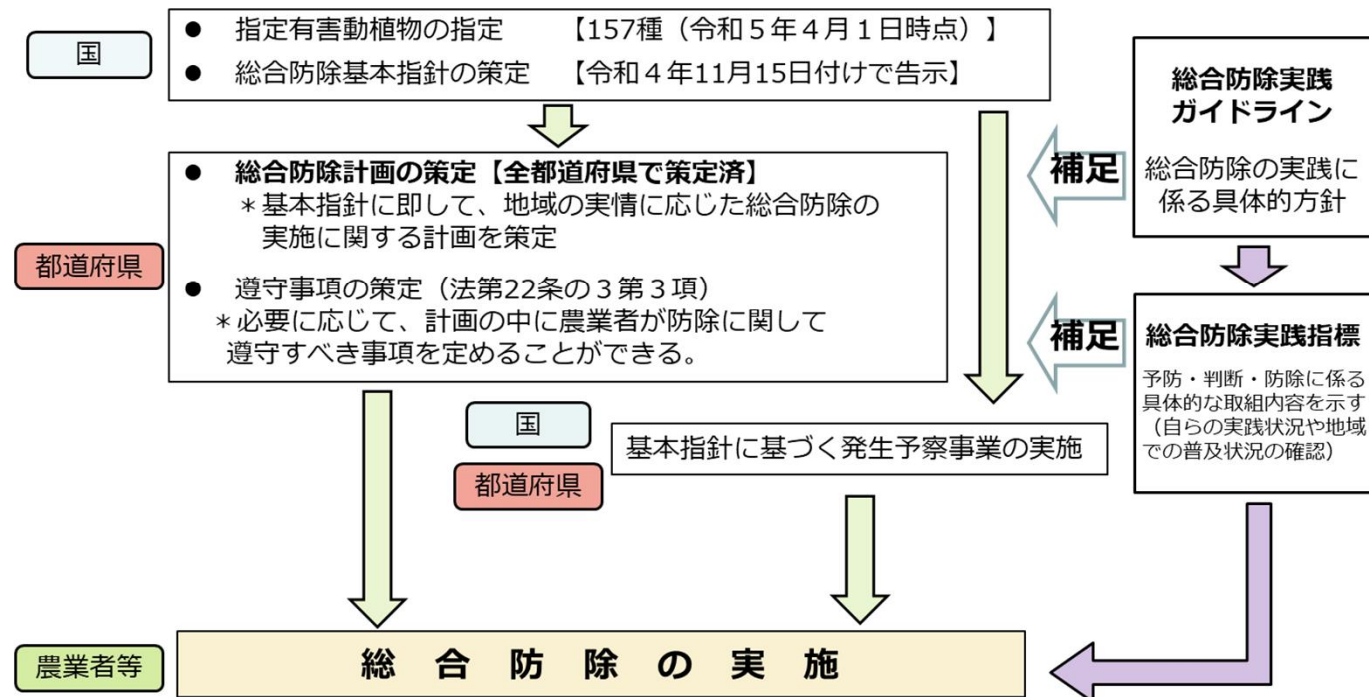 国
● 指定有害動植物の指定　　【157種（令和５年４月１日時点）】
● 総合防除基本指針の策定　【令和４年11月15日付けで告示】
都道府県
● 総合防除計画の策定【全都道府県で策定済】
＊基本指針に即して、地域の実情に応じた総合防除の
実施に関する計画を策定
● 遵守事項の策定（法第22条の３第３項）
＊必要に応じて、計画の中に農業者が防除に関して
遵守すべき事項を定めることができる。
補足
総合防除実践
ガイドライン
総合防除の実践に
係る具体的方針
補足
総合防除実践指標
予防・判断・防除に係る
具体的な取組内容を示す
（自らの実践状況や地域
での普及状況の確認）
国
都道府県
基本指針に基づく発生予察事業の実施
農業者等
総 合 防 除 の 実 施